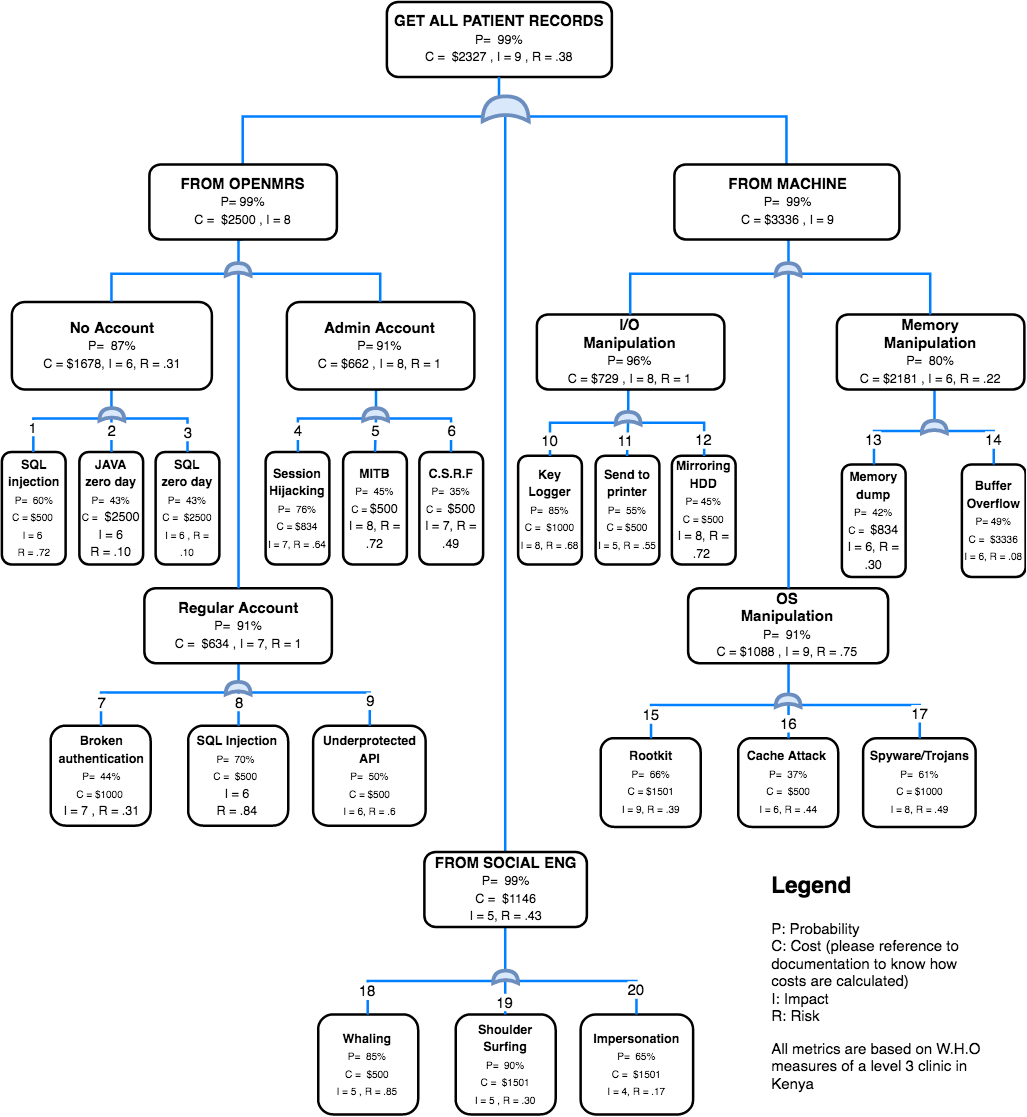 GET ALL PATIENT RECORDS
P= 99%
C = $2327 , I = 9 , R = .38
FROM OPENMRS
P= 99%
C = $2500 , I = 8
FROM MACHINE
P= 99%
C = $3336 , I = 9
No Account
P= 87%
C = $1678, I = 6, R = .31
Admin Account
P= 91%
C = $662 , I = 8, R = 1
I/O
Manipulation
P= 96%
C = $729 , I = 8, R = 1
Memory
Manipulation
P= 80%
C = $2181 , I = 6, R = .22
1
SQL
injection
P= 60%
C = $500
I = 6
R = .72
2
JAVA
zero day
P= 43%
C = $2500
I = 6
R = .10
3
SQL
zero day
P= 43%
C = $2500
I = 6 , R =
.10
4
Session
Hijacking
P= 76%
C = $834
I = 7, R = .64
5
MITB
P= 45%
C = $500
I = 8, R =
.72
6
C.S.R.F
P= 35%
C = $500
I = 7, R =
.49
10
Key
Logger
P= 85%
C = $1000
I = 8, R = .68
11
Send to
printer
P= 55%
C = $500
I = 5, R = .55
12
Mirroring
HDD
P= 45%
C = $500
I = 8, R =
.72
13
Memory
dump
P= 42%
C = $834
I = 6, R =
.30
14
Buffer
Overflow
P= 49%
C = $3336
I = 6, R = .08
Regular Account
P= 91%
C = $634 , I = 7, R = 1
OS
Manipulation
P= 91%
C = $1088 , I = 9, R = .75
7
Broken
authentication
P= 44%
C = $1000
I = 7 , R = .31
8
SQL Injection
P= 70%
C = $500
I = 6
R = .84
9
Underprotected
API
P= 50%
C = $500
I = 6, R = .6
15
Rootkit
P= 66%
C = $1501
I = 9, R = .39
16
Cache Attack
P= 37%
C = $500
I = 6, R = .44
17
Spyware/Trojans
P= 61%
C = $1000
I = 8, R = .49
FROM SOCIAL ENG
P= 99%
C = $1146
I = 5, R = .43
18
Whaling
P= 85%
C = $500
I = 5 , R = .85
19
Shoulder
Surfing
P= 90%
C = $1501
I = 5 , R = .30
20
Impersonation
P= 65%
C = $1501
I = 4, R = .17
Legend
P: Probability
C: Cost (please reference to
documentation to know how
costs are calculated)
I: Impact
R: Risk
All metrics are based on W.H.O
measures of a level 3 clinic in
Kenya